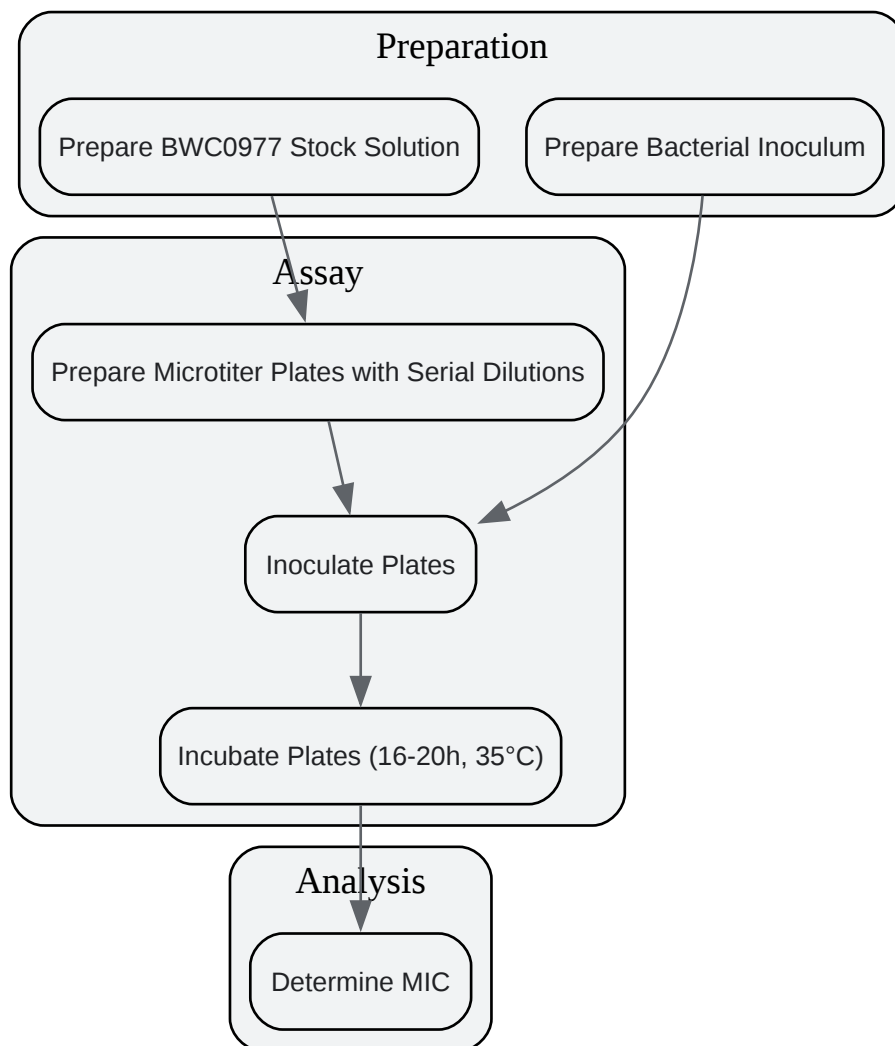 Preparation
Prepare BWC0977 Stock Solution
Prepare Bacterial Inoculum
Assay
Prepare Microtiter Plates with Serial Dilutions
Inoculate Plates
Incubate Plates (16-20h, 35°C)
Analysis
Determine MIC